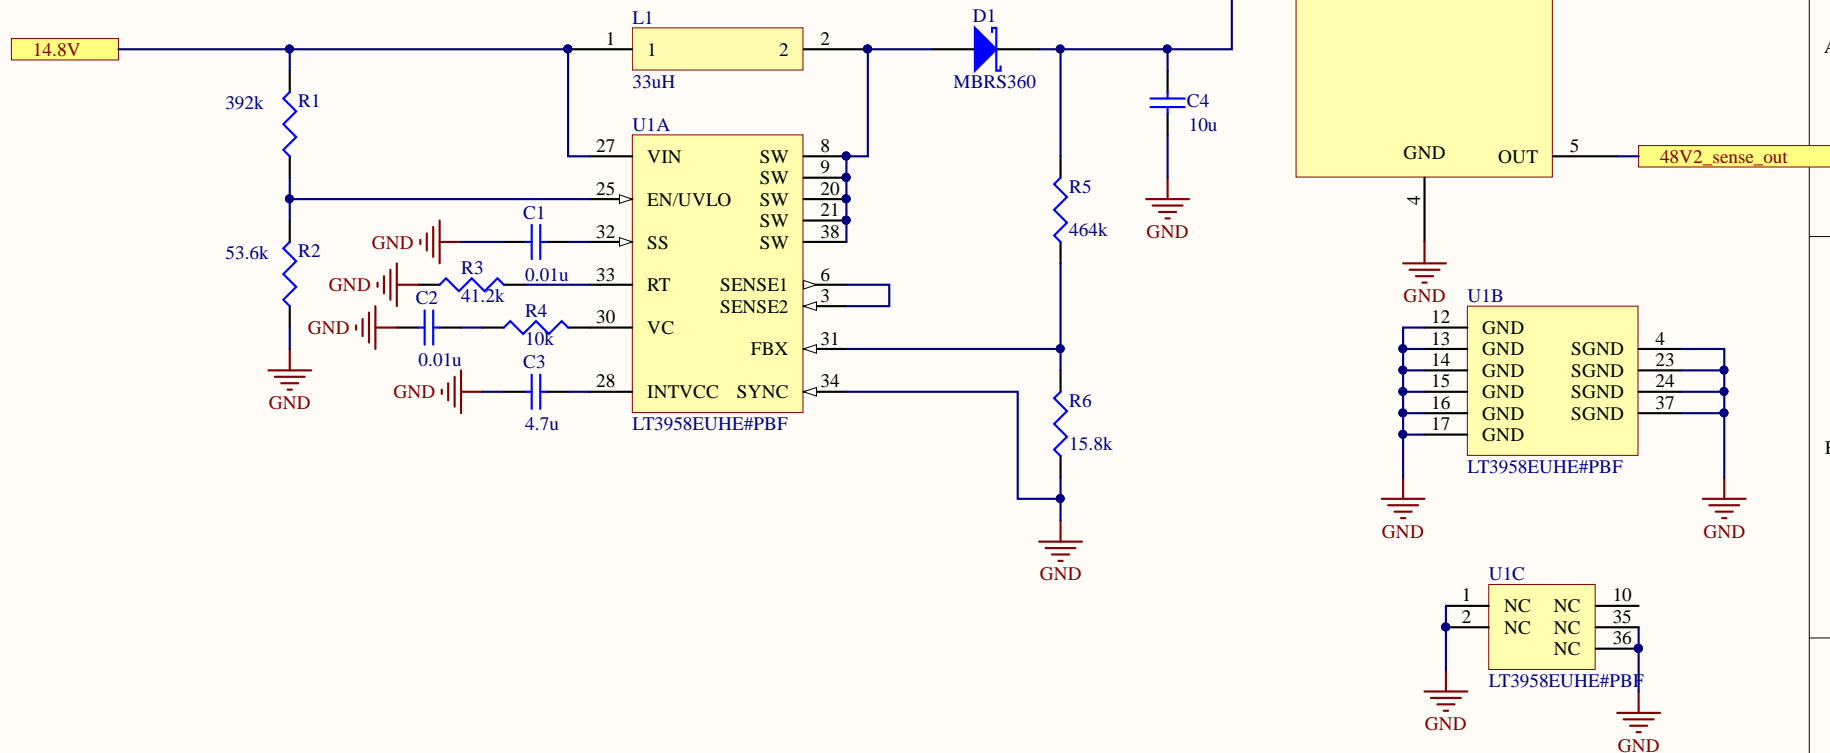 14.8V
L1
1
1
2
2
33uH
D1
MBRS360
392k
R1
C4
10u
U1A
27
VIN
SW
8
SW
9
25
EN/UVLO
SW
20
SW
21
GND
C1
0.01u
32
SS
SW
38
53.6k
R2
GND
R3
41.2k
33
RT
SENSE1
6
SENSE2
3
GND
C2
0.01u
R4
10k
30
VC
FBX
31
GND
C3
4.7u
28
INTVCC
SYNC
34
LT3958EUHE#PBF
GND
R5
464k
GND
R6
15.8k
GND
GND
OUT
5
48V2_sense_out
4
GND
U1B
12
GND
13
GND
SGND
4
14
GND
SGND
23
15
GND
SGND
24
16
GND
SGND
37
17
GND
LT3958EUHE#PBF
GND
GND
U1C
1
NC
NC
10
2
NC
NC
35
NC
36
LT3958EUHE#PBF
GND
GND